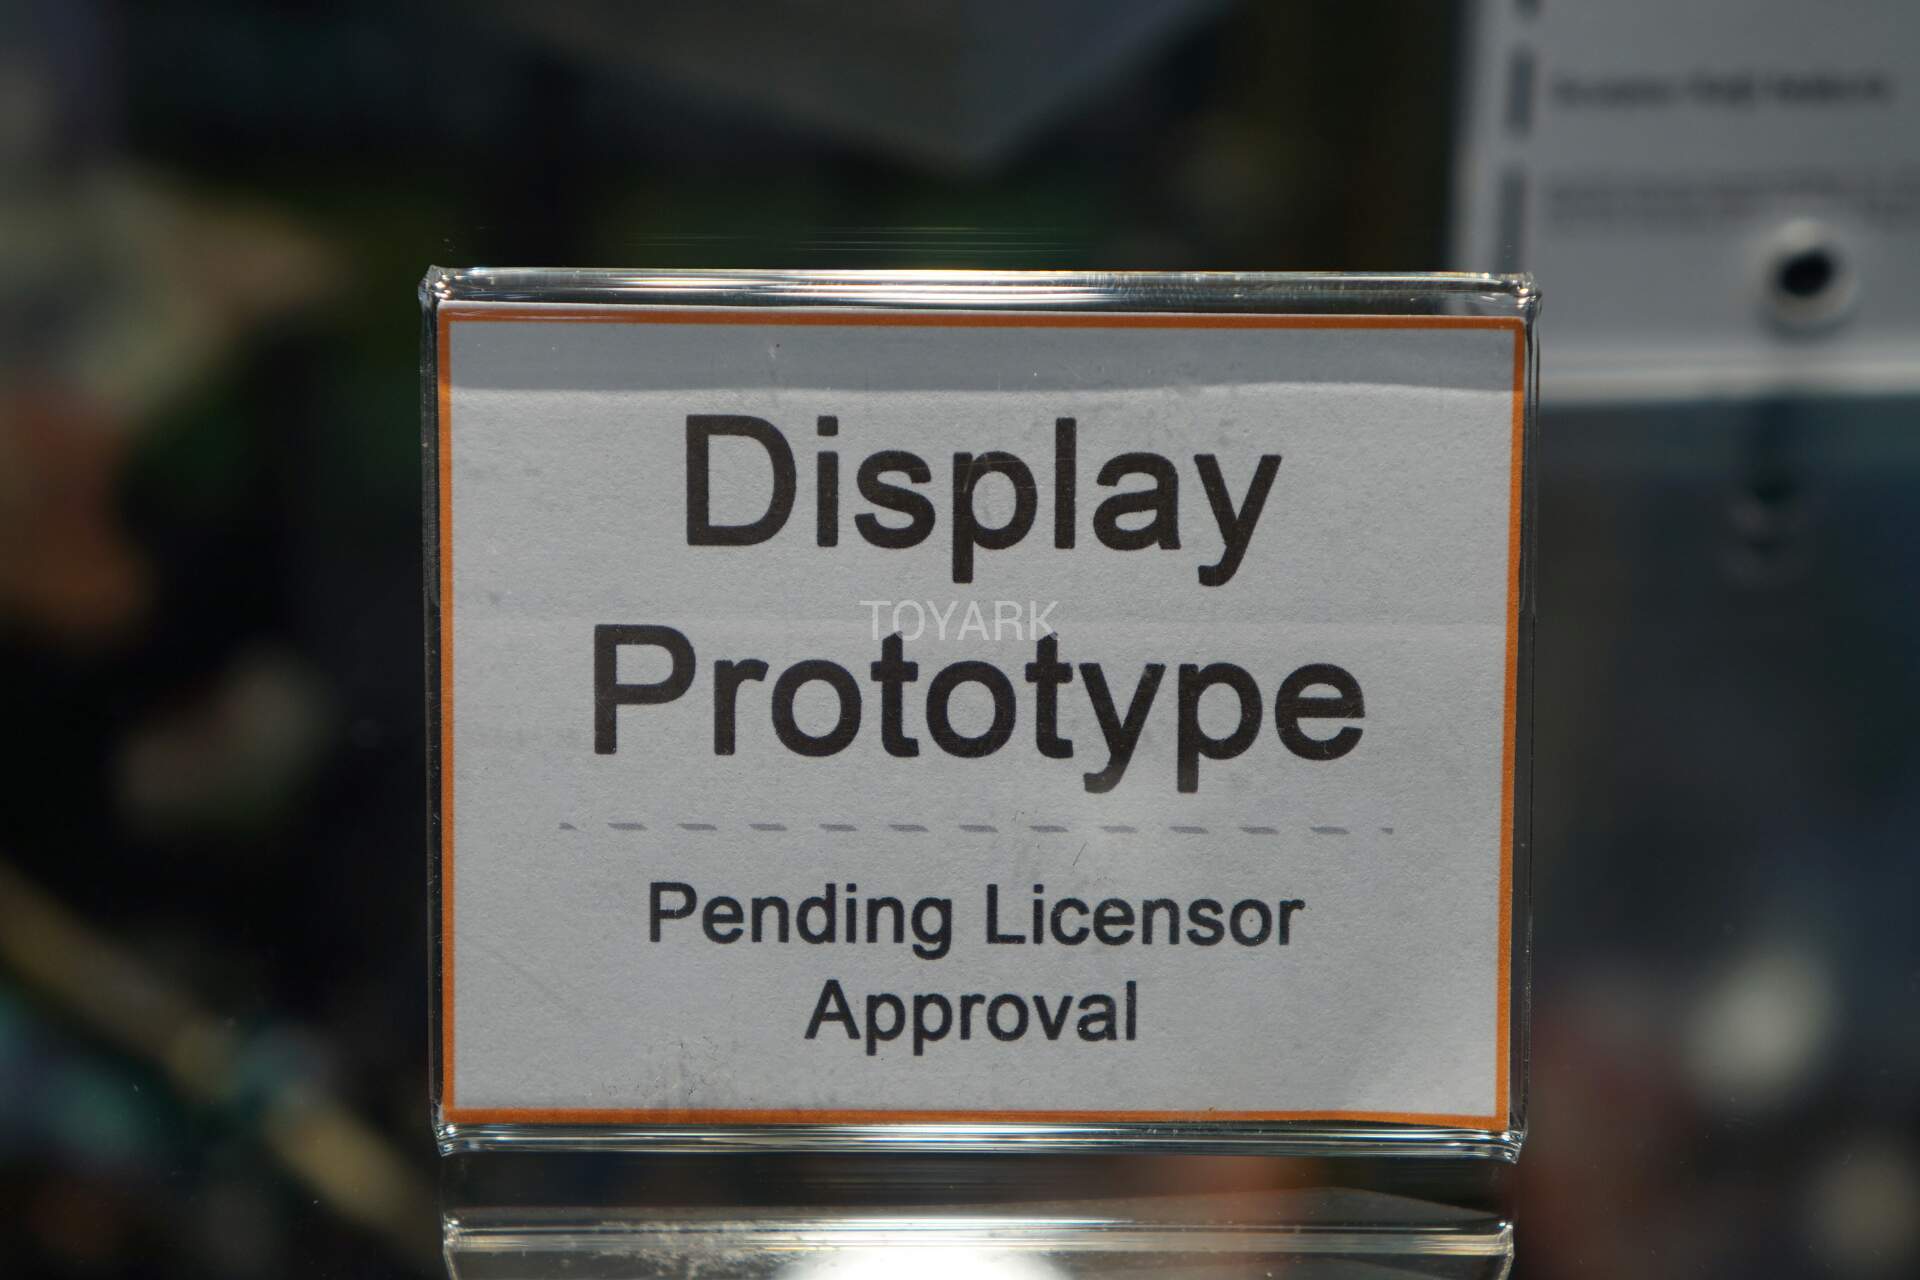 Display
TOYARK
Prototype
Pending Licensor
Approval